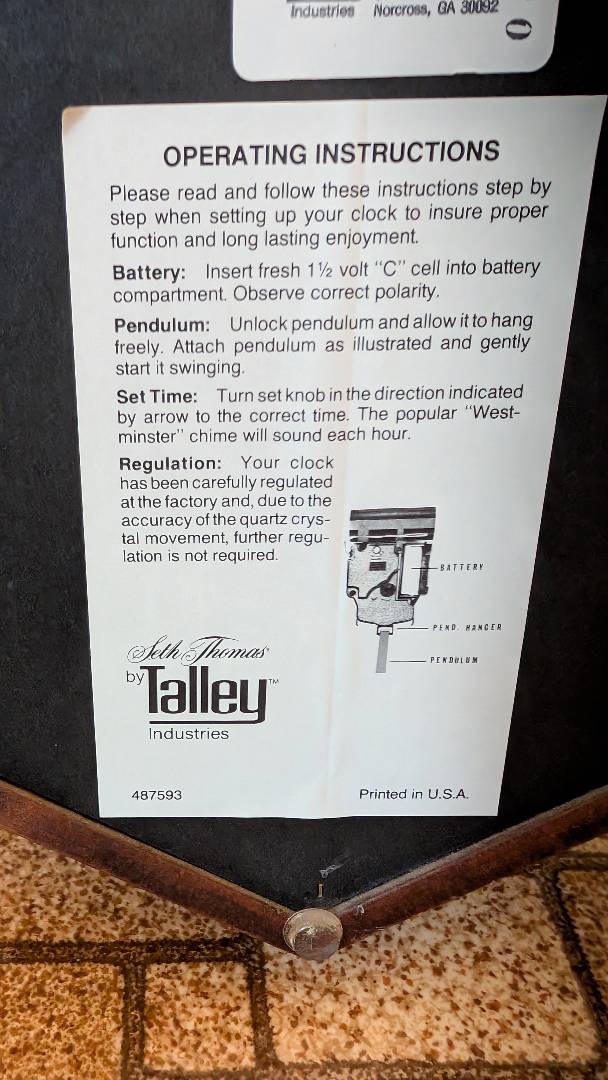 Industries Norcross, GA 30092
0
OPERATING INSTRUCTIONS
Please read and follow these instructions step by
step when setting up your clock to insure proper
function and long lasting enjoyment.
Battery: Insert fresh 1½ volt "C" cell into battery
compartment. Observe correct polarity.
Pendulum: Unlock pendulum and allow it to hang
freely. Attach pendulum as illustrated and gently
start it swinging.
Set Time: Turn set knob in the direction indicated
by arrow to the correct time. The popular "West-
minster" chime will sound each hour.
Regulation: Your clock
has been carefully regulated
at the factory and, due to the
accuracy of the quartz crys-
tal movement, further regu-
lation is not required.
BATTERY
PEND. HANGER
PENDULUM
Seth Thomas
by Talley™
Industries
487593 Printed in U.S.A.